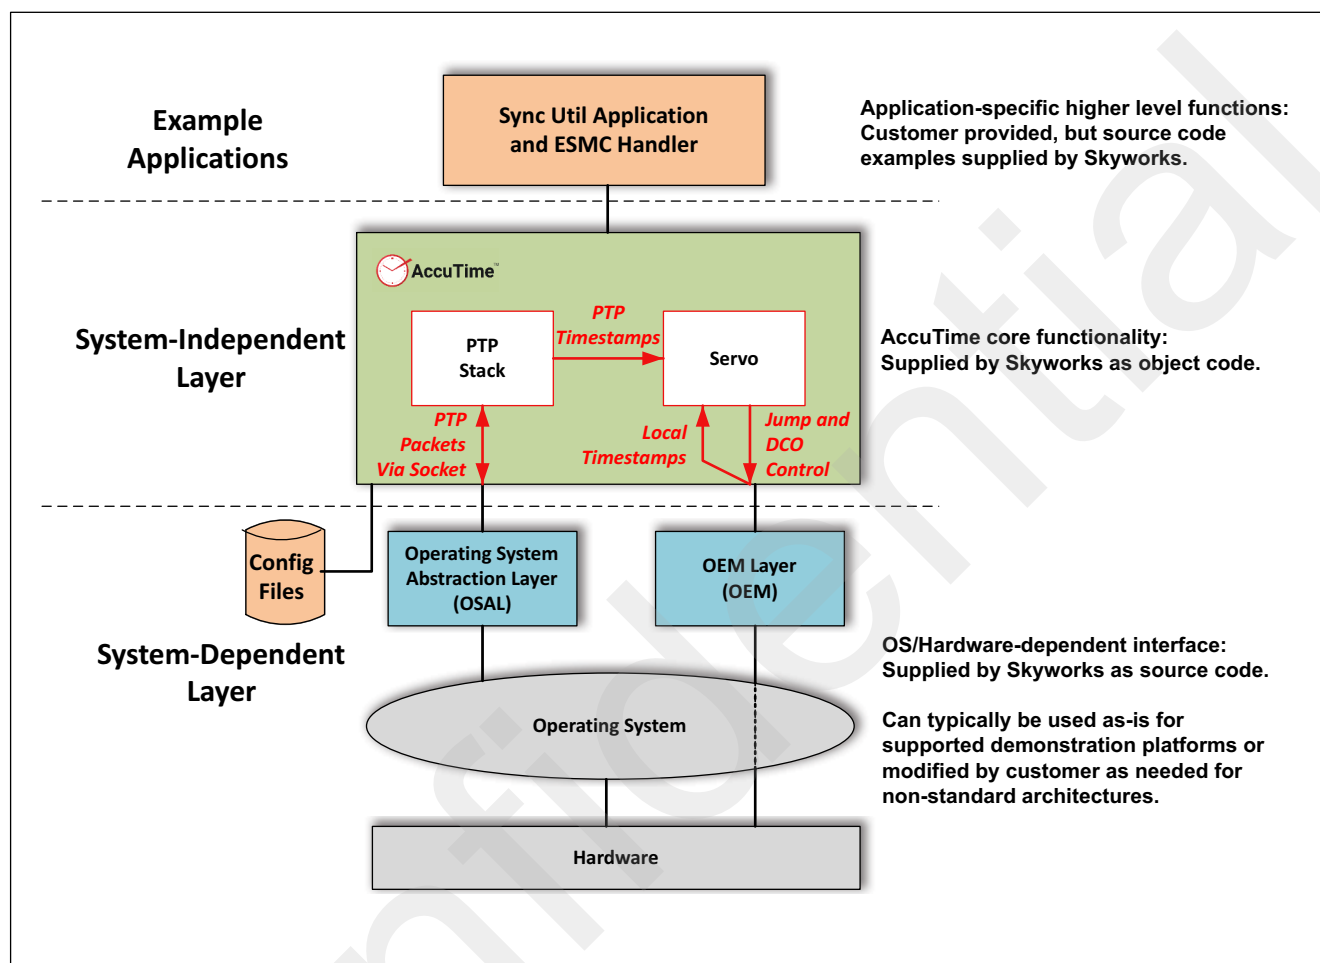 Example
Applications
Sync Util Application
and ESMC Handler
Application-specific higher level functions:
Customer provided, but source code
examples supplied by Skyworks.
System-Independent
Layer
AccuTime™
PTP
Stack
PTP
Timestamps
Servo
PTP
Packets
Via Socket
Local
Timestamps
Jump and
DCO
Control
AccuTime core functionality:
Supplied by Skyworks as object code.
System-Dependent
Layer
Config
Files
Operating System
Abstraction Layer
(OSAL)
OEM Layer
(OEM)
Operating System
Hardware
OS/Hardware-dependent interface:
Supplied by Skyworks as source code.
Can typically be used as-is for
supported demonstration platforms or
modified by customer as needed for
non-standard architectures.
nfidential